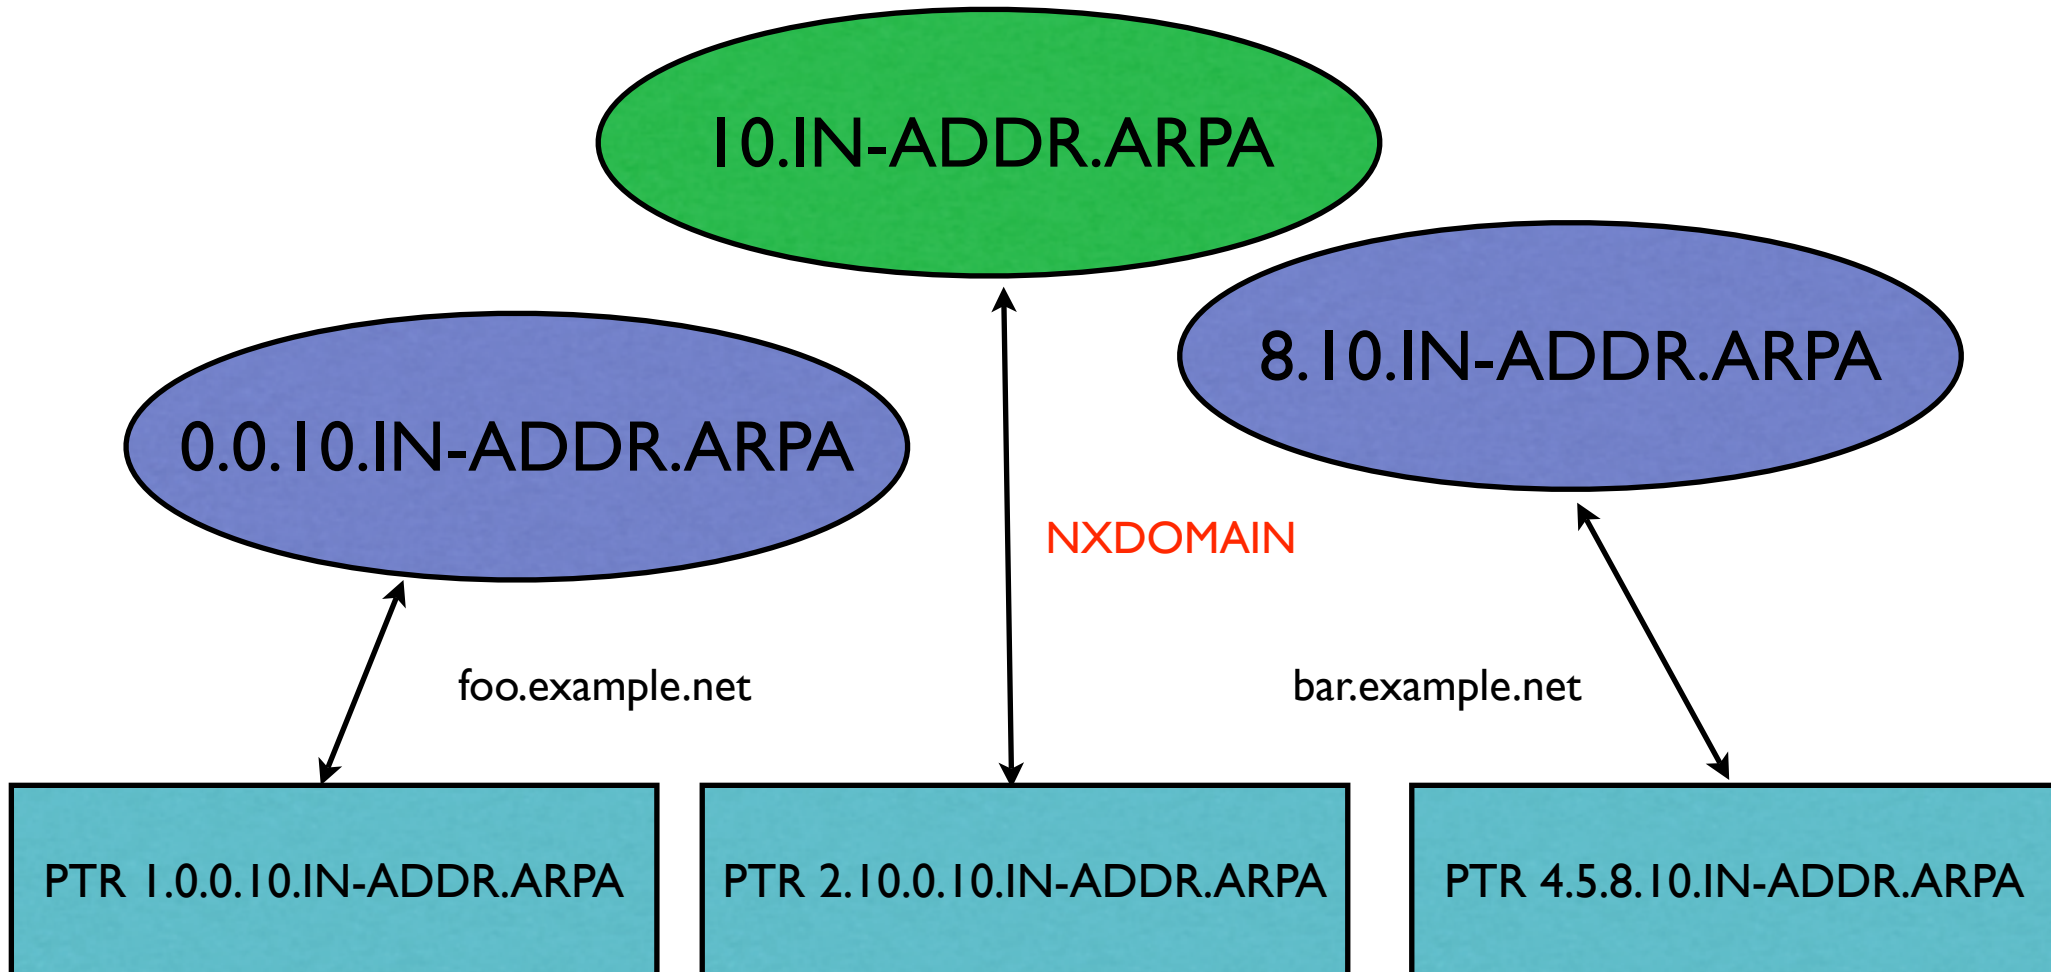 10.IN-ADDR.ARPA
8.10.IN-ADDR.ARPA
0.0.10.IN-ADDR.ARPA
NXDOMAIN
foo.example.net
bar.example.net
PTR 1.0.0.10.IN-ADDR.ARPA
PTR 2.10.0.10.IN-ADDR.ARPA
PTR 4.5.8.10.IN-ADDR.ARPA